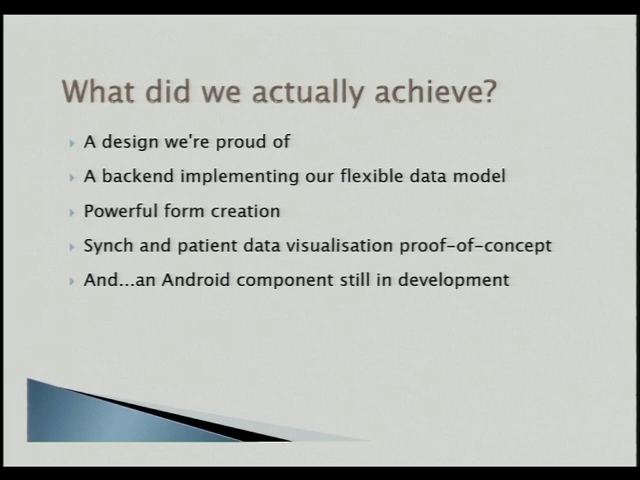 What did we actually achieve?
A design we're proud of
A backend implementing our flexible data model
Powerful form creation
Synch and patient data visualisation proof-of-concept
And...an Android component still in development